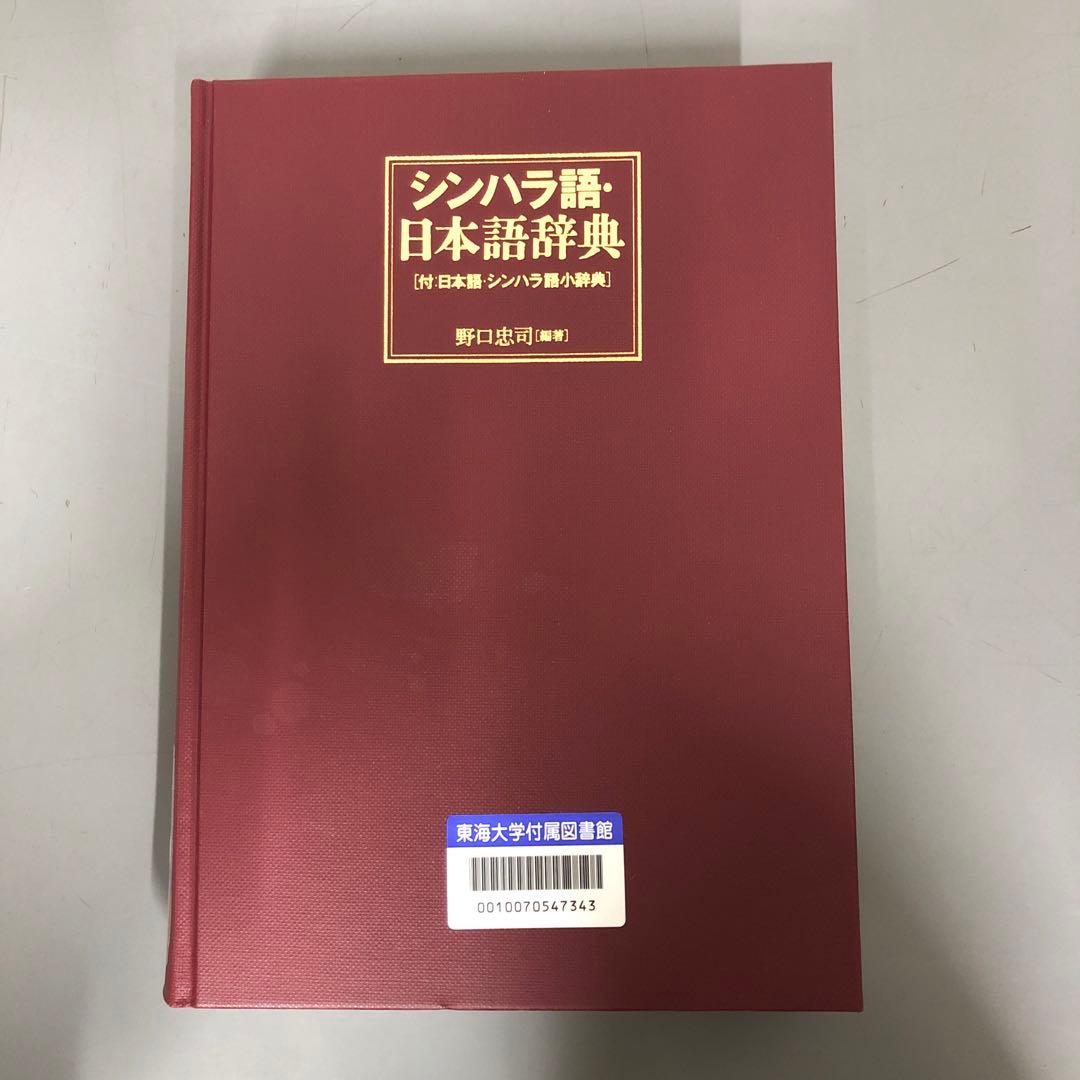 シンハラ語・
日本語辞典
[付:日本語・シンハラ語小辞典]
野口忠司[編著]
東海大学付属図書館
0010070547343